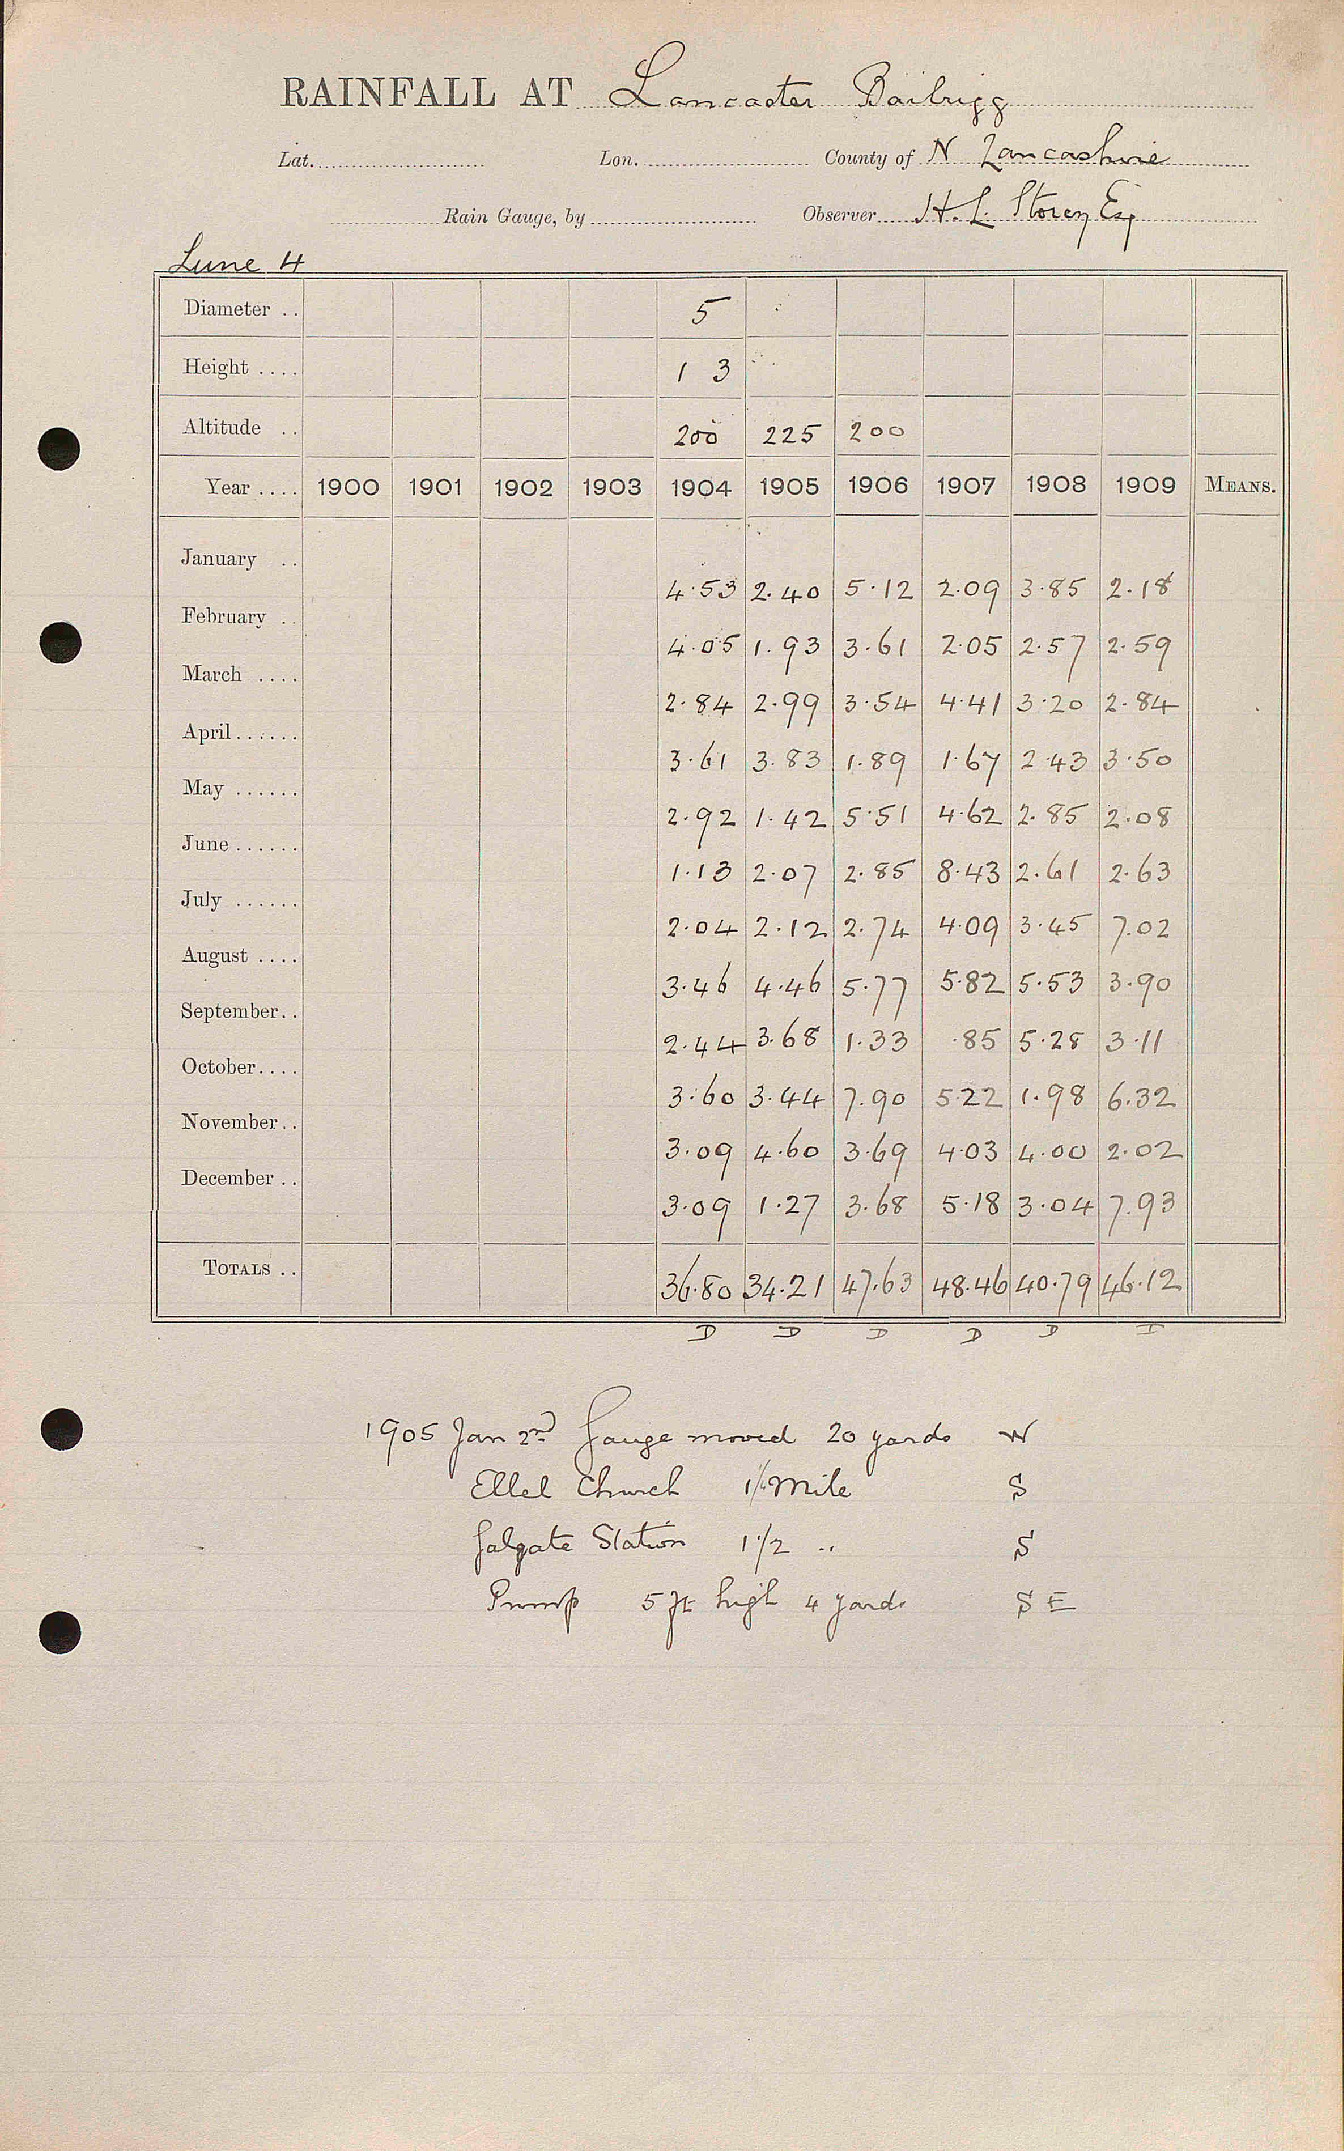 RAINFALL AT Lancaster Bailrigg
Lat. Lon. County of N Lancashire
Rain Gauge, by Observer H. L. Storey Esq
Lune 4
Diameter .. 5
Height .... 1 3
Altitude .. 200 225 200
Year .... 1900 1901 1902 1903 1904 1905 1906 1907 1908 1909 MEANS.
January .. 4.53 2.40 5.12 2.09 3.85 2.18
February .. 4.05 1.93 3.61 2.05 2.57 2.59
March .... 2.84 2.99 3.54 4.41 3.20 2.84
April...... 3.61 3.83 1.89 1.67 2.43 3.50
May ...... 2.92 1.42 5.51 4.62 2.85 2.08
June ...... 1.13 2.07 2.85 8.43 2.61 2.63
July ...... 2.04 2.12 2.74 4.09 3.45 7.02
August .... 3.46 4.46 5.77 5.82 5.53 3.90
September.. 2.44 3.68 1.33 .85 5.28 3.11
October.... 3.60 3.44 7.90 5.22 1.98 6.32
November.. 3.09 4.60 3.69 4.03 4.00 2.02
December .. 3.09 1.27 3.68 5.18 3.04 7.93
TOTALS .. 36.80 34.21 47.63 48.46 40.79 46.12
D D D D D I
1905 Jan 2nd Gauge moved 20 yards W
Ellel Church Mile S
Galgate Station 1 1/2 .. S
Pump 5 ft high 4 yards S E